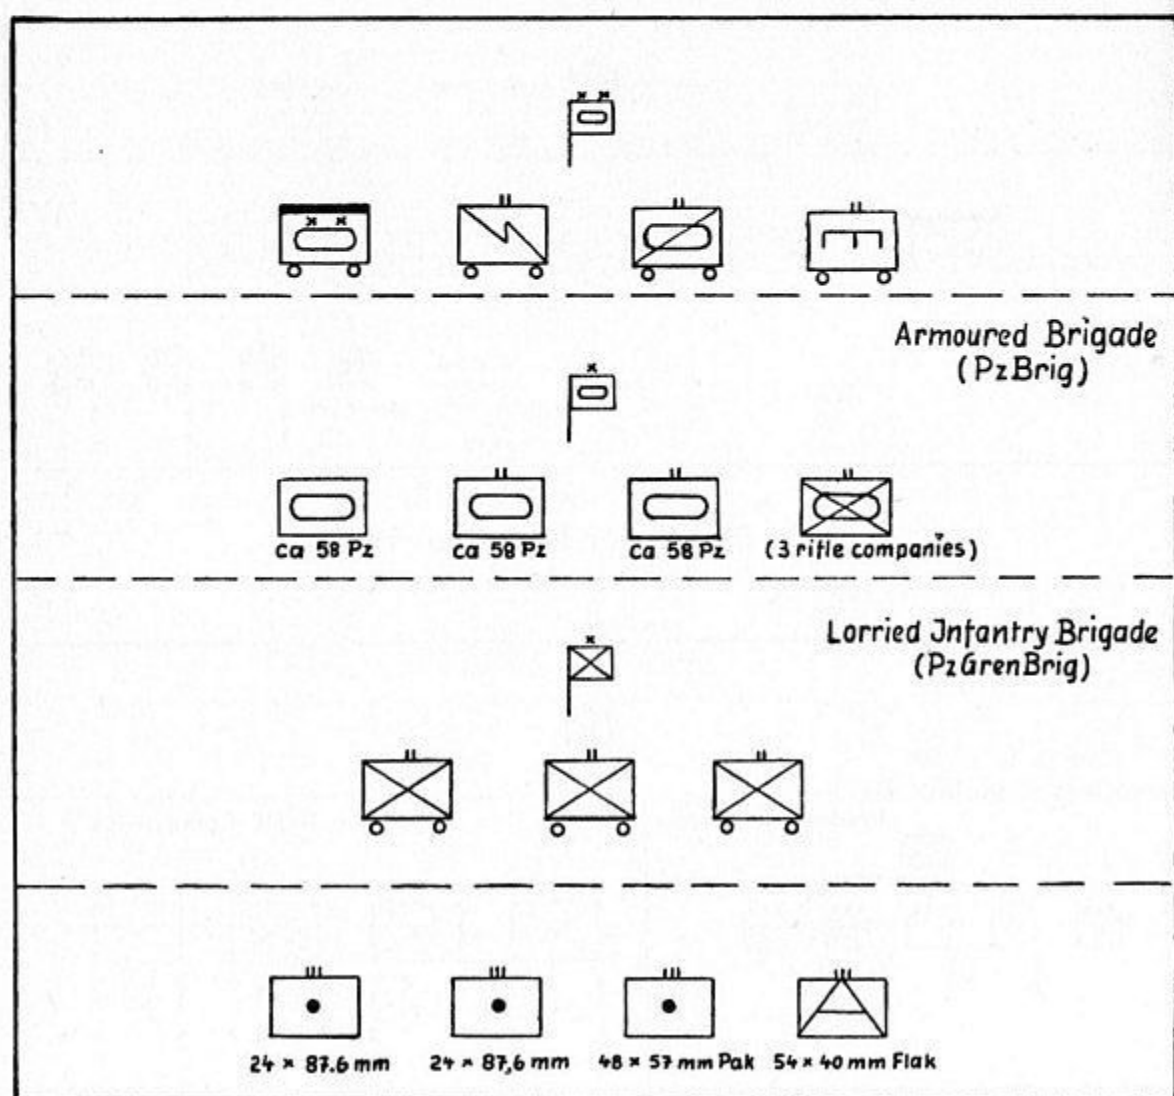 Armoured Brigade
(PzBrig)
ca 58 Pz ca 58 Pz ca 58 Pz (3 rifle companies)
Lorried Infantry Brigade
(PzGrenBrig)
24 × 87.6 mm 24 × 87,6 mm 48 × 57 mm Pak 54 × 40 mm Flak